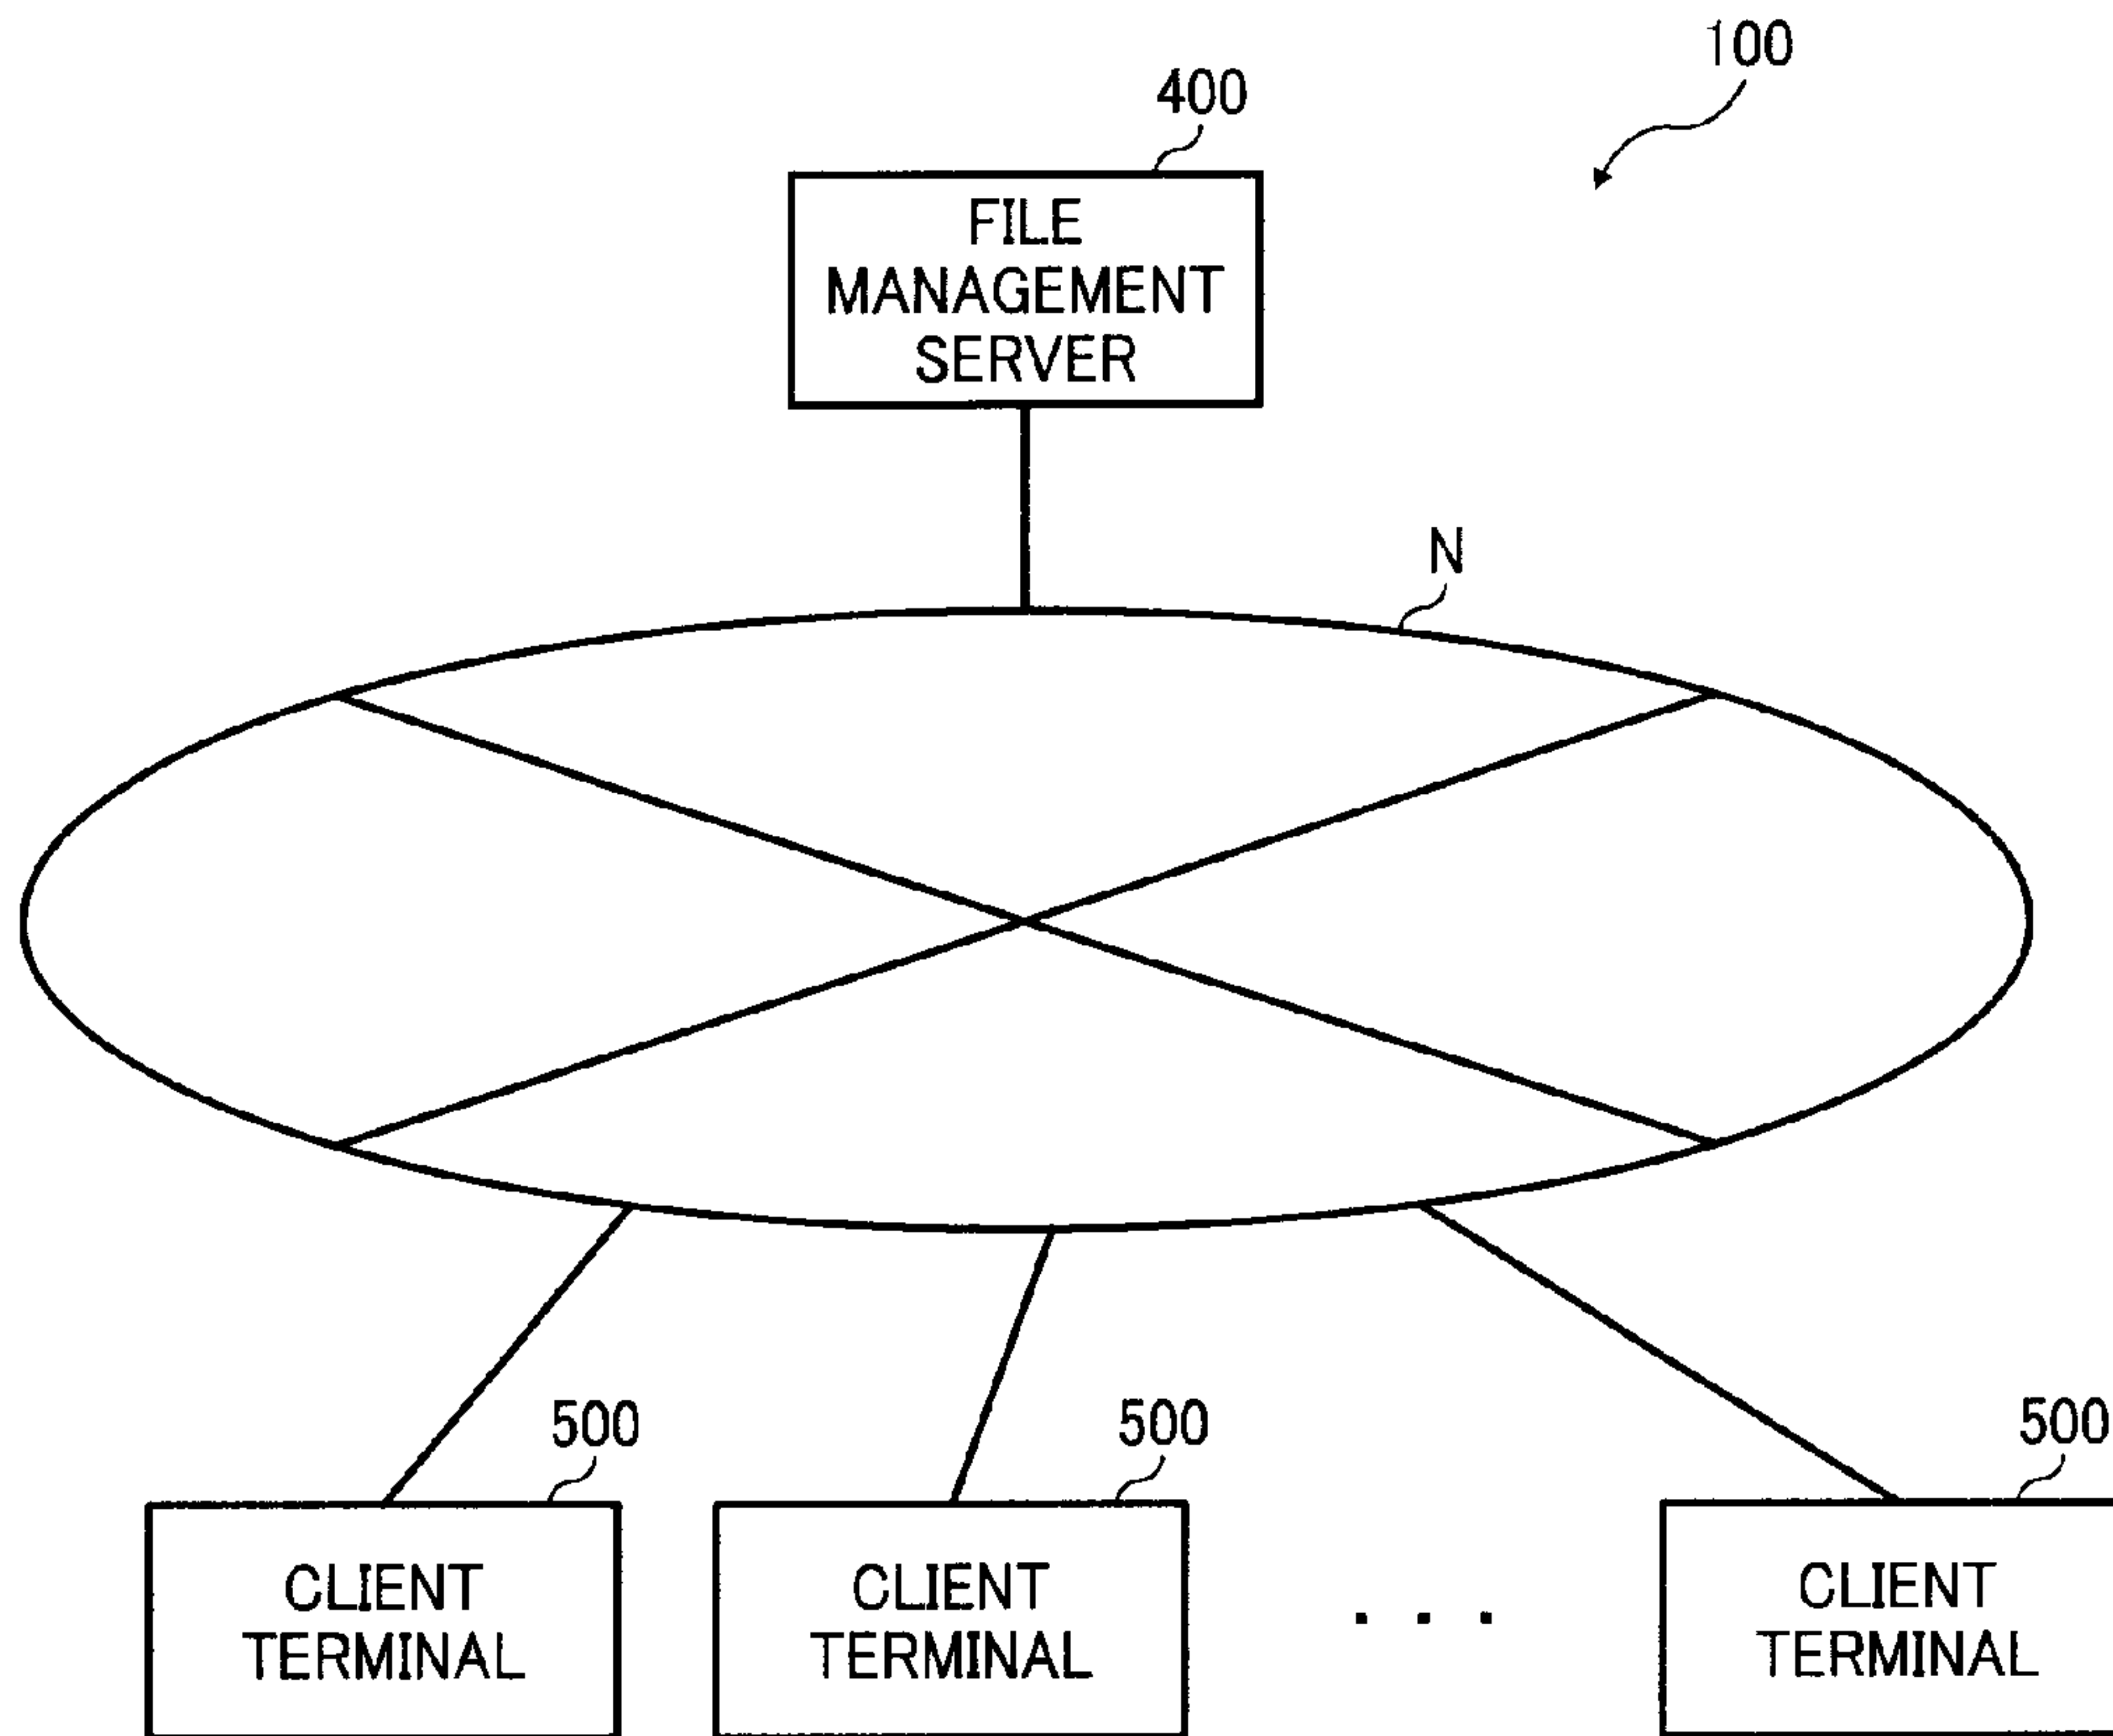 100
400
FILE
MANAGEMENT
SERVER
N
500
500
500
CLIENT
TERMINAL
CLIENT
TERMINAL
. . .
CLIENT
TERMINAL